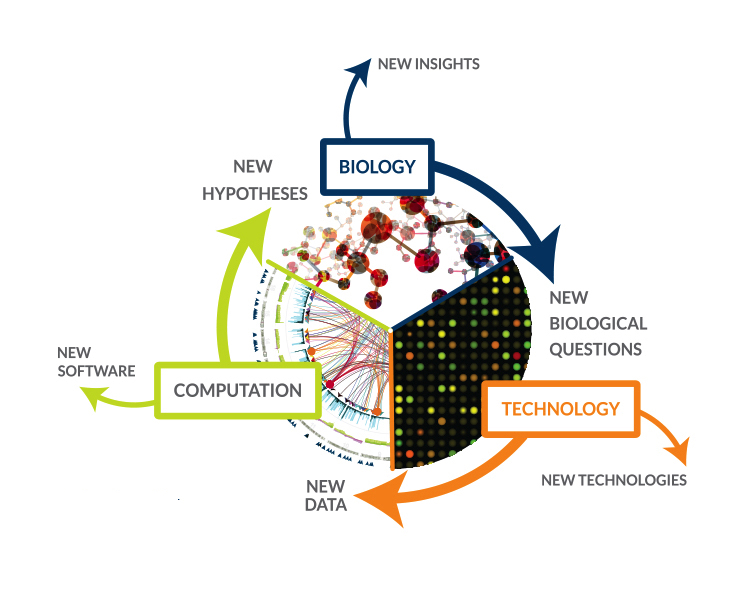 NEW INSIGHTS
BIOLOGY
NEW
HYPOTHESES
NEW
BIOLOGICAL
QUESTIONS
NEW
SOFTWARE
COMPUTATION
TECHNOLOGY
NEW TECHNOLOGIES
NEW
DATA